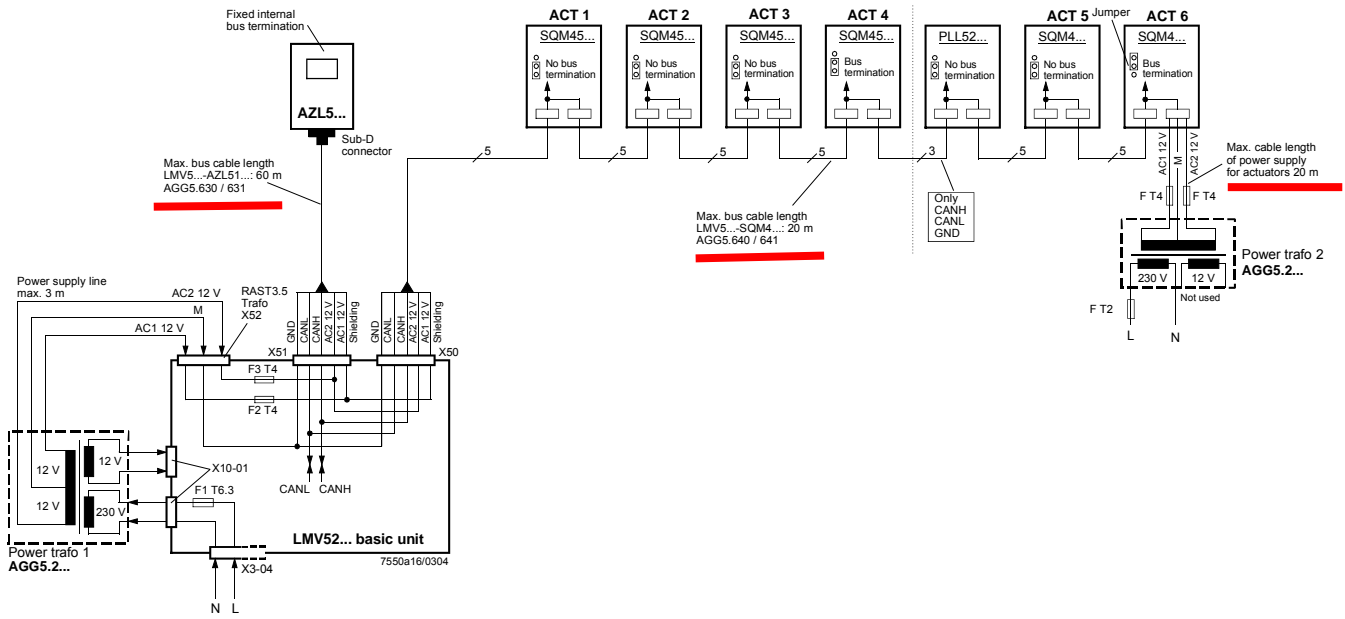 Fixed internal
bus termination
AZL5...
Sub-D
connector
Max. bus cable length
LMV5...-AZL51...: 60 m
AGG5.630 / 631
ACT 1
SQM45...
No bus
termination
ACT 2
SQM45...
No bus
termination
ACT 3
SQM45...
No bus
termination
ACT 4
SQM45...
Bus
termination
PLL52...
No bus
termination
ACT 5
SQM4...
No bus
termination
Jumper
ACT 6
SQM4...
Bus
termination
5
5
5
5
3
5
5
Only
CANH
CANL
GND
Max. bus cable length
LMV5...-SQM4...: 20 m
AGG5.640 / 641
AC1 12 V
M
AC2 12 V
Max. cable length
of power supply
for actuators 20 m
F T4
F T4
Power trafo 2
AGG5.2...
230 V
12 V
Not used
F T2
L
N
Power supply line
max. 3 m
AC2 12 V
M
AC1 12 V
RAST3.5
Trafo
X52
GND
CANL
CANH
AC2 12 V
AC1 12 V
Shielding
X51
GND
CANL
CANH
AC2 12 V
AC1 12 V
Shielding
X50
F3 T4
F2 T4
12 V
12 V
12 V
230 V
X10-01
F1 T6.3
CANL
CANH
LMV52... basic unit
7550a16/0304
Power trafo 1
AGG5.2...
X3-04
N
L